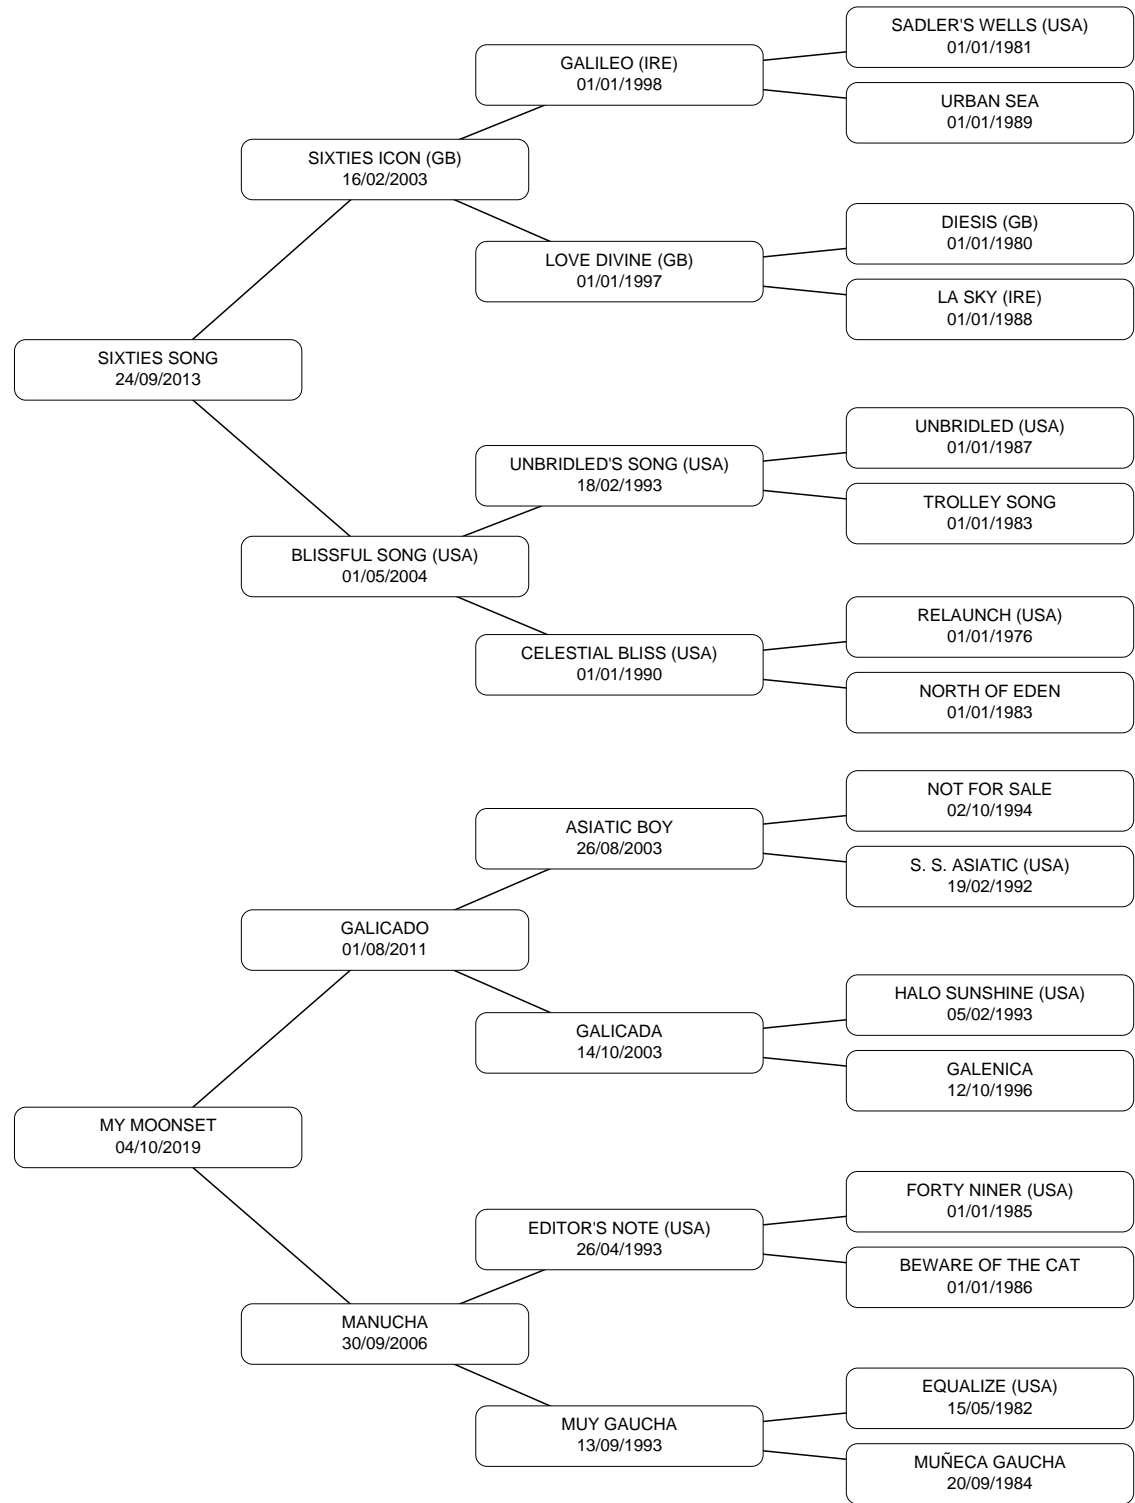 SADLER'S WELLS (USA)
01/01/1981
GALILEO (IRE)
01/01/1998
URBAN SEA
01/01/1989
SIXTIES ICON (GB)
16/02/2003
DIESIS (GB)
01/01/1980
LOVE DIVINE (GB)
01/01/1997
LA SKY (IRE)
01/01/1988
SIXTIES SONG
24/09/2013
UNBRIDLED (USA)
01/01/1987
UNBRIDLED'S SONG (USA)
18/02/1993
TROLLEY SONG
01/01/1983
BLISSFUL SONG (USA)
01/05/2004
RELAUNCH (USA)
01/01/1976
CELESTIAL BLISS (USA)
01/01/1990
NORTH OF EDEN
01/01/1983
NOT FOR SALE
02/10/1994
ASIATIC BOY
26/08/2003
S. S. ASIATIC (USA)
19/02/1992
GALICADO
01/08/2011
HALO SUNSHINE (USA)
05/02/1993
GALICADA
14/10/2003
GALENICA
12/10/1996
MY MOONSET
04/10/2019
FORTY NINER (USA)
01/01/1985
EDITOR'S NOTE (USA)
26/04/1993
BEWARE OF THE CAT
01/01/1986
MANUCHA
30/09/2006
EQUALIZE (USA)
15/05/1982
MUY GAUCHA
13/09/1993
MUÑECA GAUCHA
20/09/1984